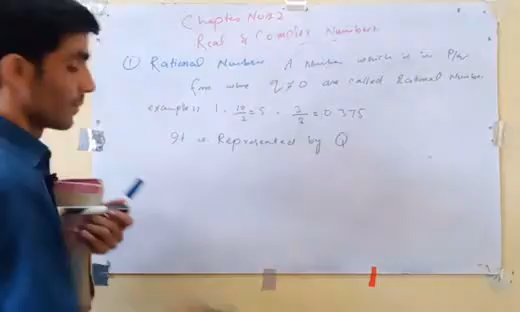 Chapter No#2
Real & Complex Numbers
① Rational Number A Number which is in P/q
form where q≠0 are called Rational Number
examples 1. 10/2 = 5 . 3/8 = 0.375
It is Represented by Q